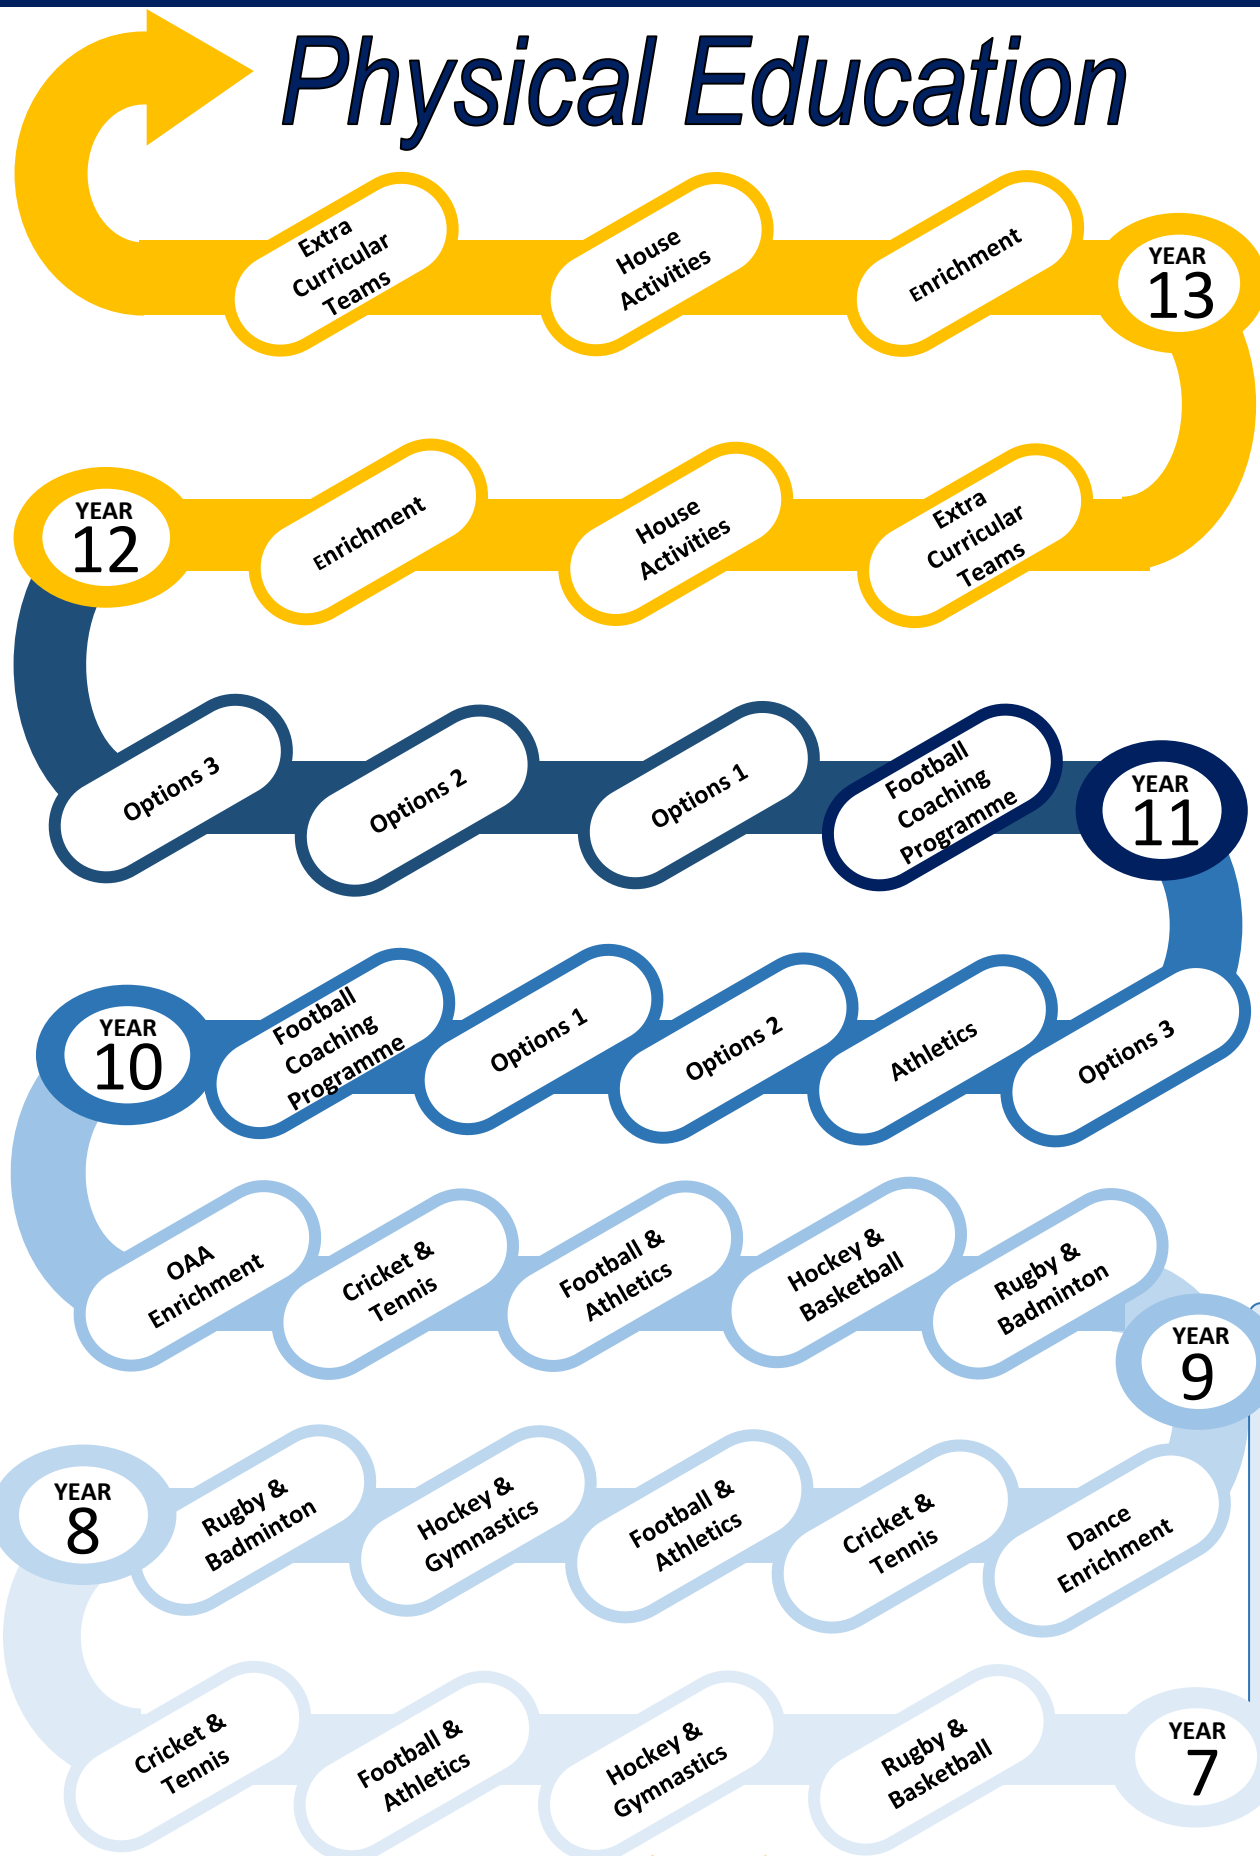 Physical Education
Extra
Curricular
Teams
House
Activities
Enrichment
YEAR
13
YEAR
12
Enrichment
House
Activities
Extra
Curricular
Teams
Options 3
Options 2
Options 1
Football
Coaching
Programme
YEAR
11
YEAR
10
Football
Coaching
Programme
Options 1
Options 2
Athletics
Options 3
OAA
Enrichment
Cricket &
Tennis
Football &
Athletics
Hockey &
Basketball
Rugby &
Badminton
YEAR
9
YEAR
8
Rugby &
Badminton
Hockey &
Gymnastics
Football &
Athletics
Cricket &
Tennis
Dance
Enrichment
Cricket &
Tennis
Football &
Athletics
Hockey &
Gymnastics
Rugby &
Basketball
YEAR
7